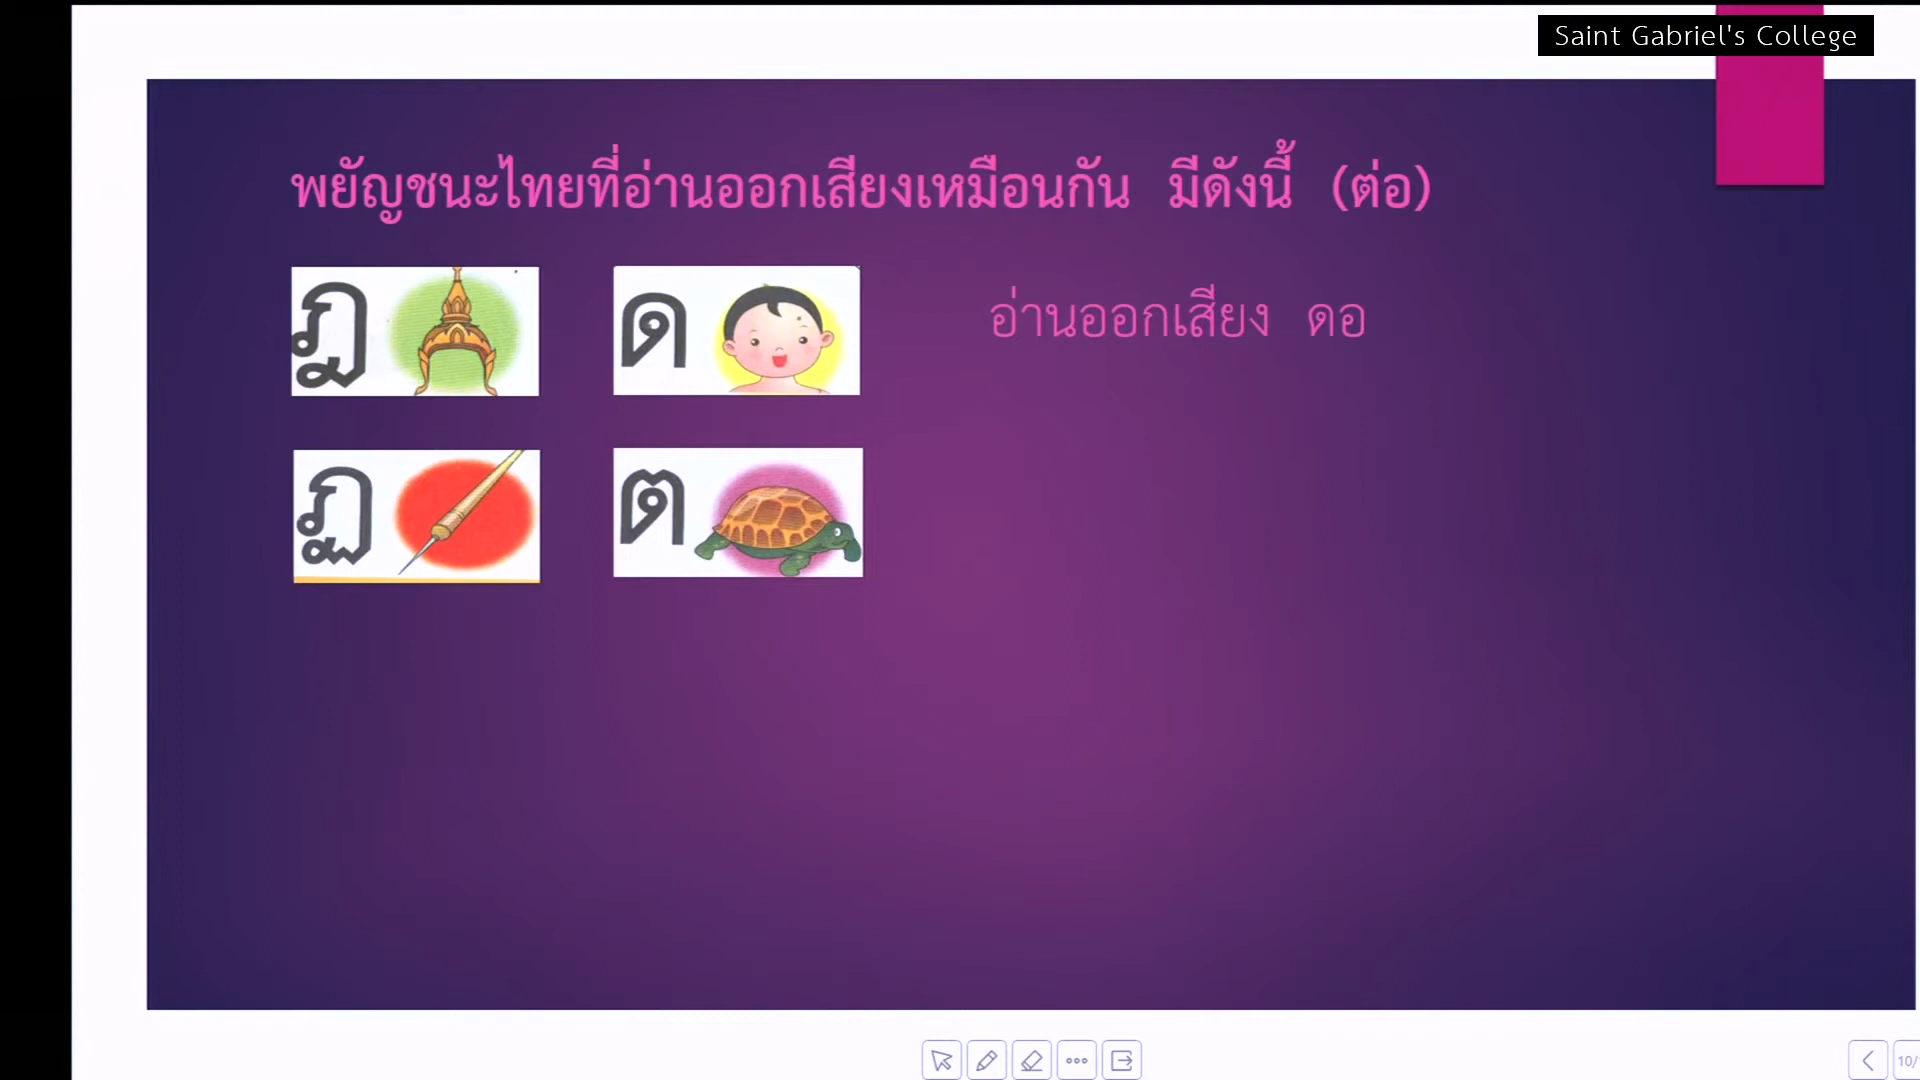 Saint Gabriel's College
พยัญชนะไทยที่อ่านออกเสียงเหมือนกัน มีดังนี้ (ต่อ)
ฎ ด อ่านออกเสียง ดอ
ฏ ต
10/